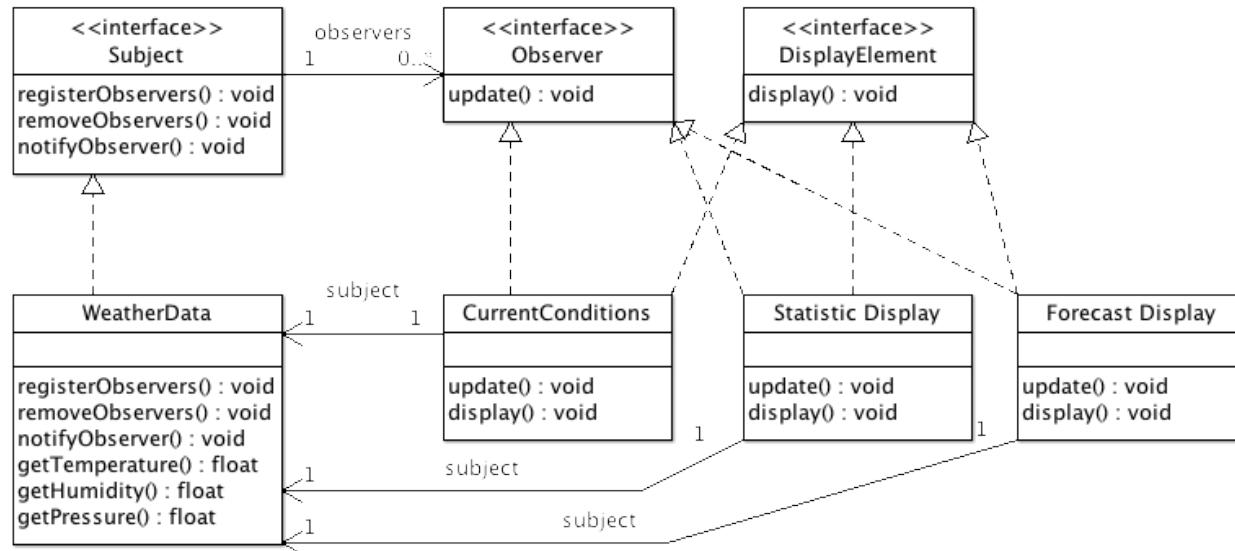 <<interface>>
Subject
registerObservers() : void
removeObservers() : void
notifyObserver() : void
observers
1
0..*
<<interface>>
Observer
update() : void
<<interface>>
DisplayElement
display() : void
WeatherData
registerObservers() : void
removeObservers() : void
notifyObserver() : void
getTemperature() : float
getHumidity() : float
getPressure() : float
subject
1
1
CurrentConditions
update() : void
display() : void
Statistic Display
update() : void
display() : void
Forecast Display
update() : void
display() : void
1
subject
1
1
subject
1